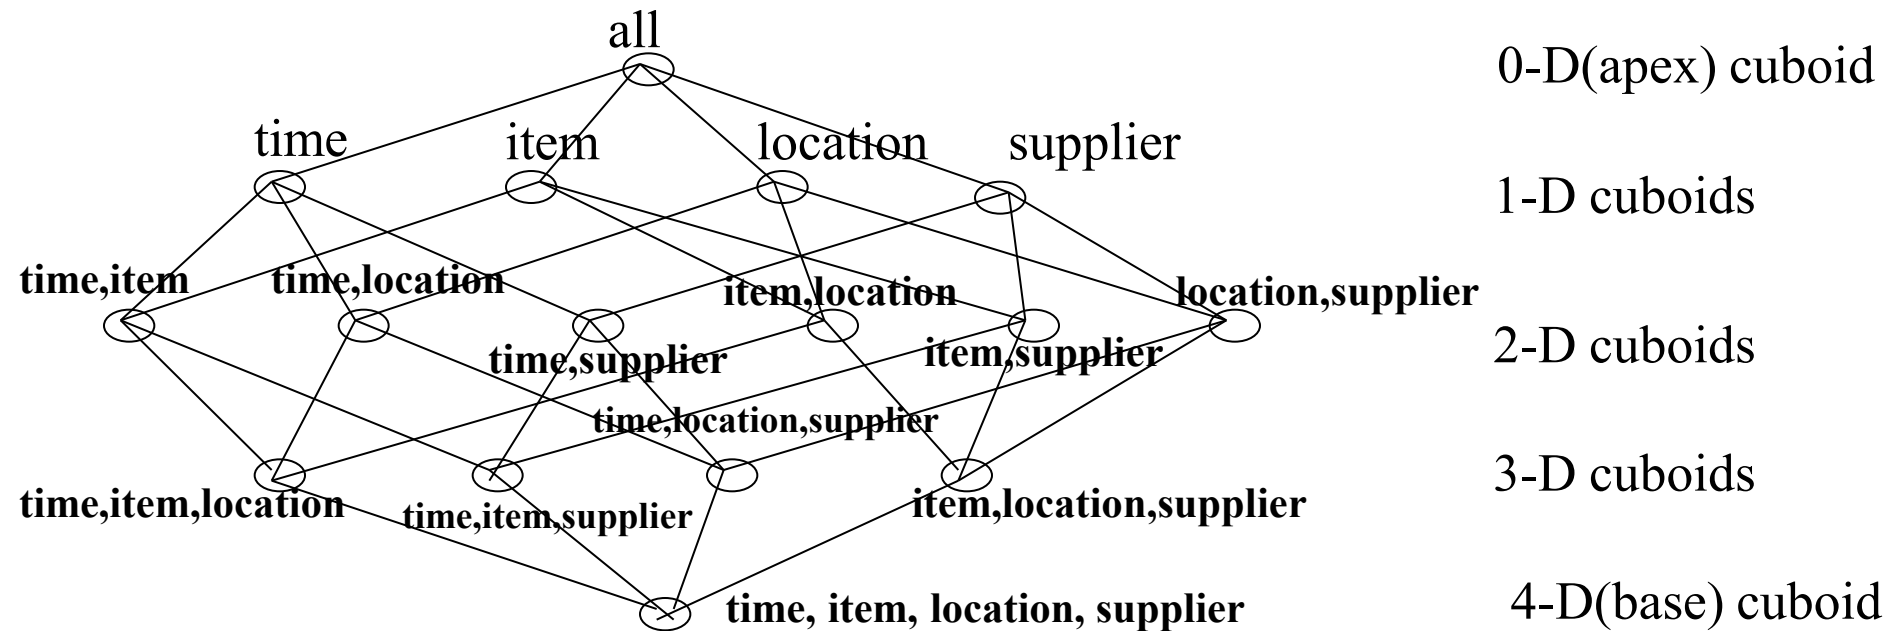 all
0-D(apex) cuboid
time
item
location
supplier
1-D cuboids
time,item
time,location
item,location
location,supplier
time,supplier
item,supplier
2-D cuboids
time,location,supplier
3-D cuboids
time,item,location
time,item,supplier
item,location,supplier
time, item, location, supplier
4-D(base) cuboid